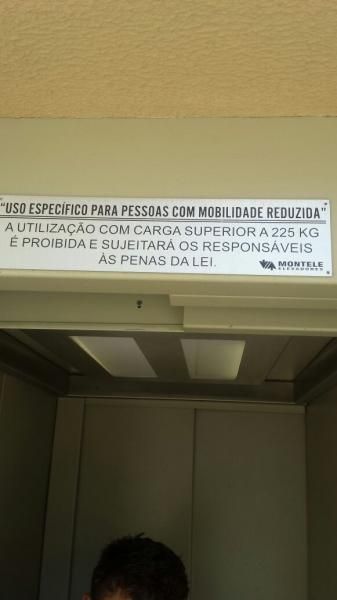 "USO ESPECÍFICO PARA PESSOAS COM MOBILIDADE REDUZIDA"
A UTILIZAÇÃO COM CARGA SUPERIOR A 225 KG
É PROIBIDA E SUJEITARÁ OS RESPONSÁVEIS
ÀS PENAS DA LEI.
MONTELE
ELEVADORES